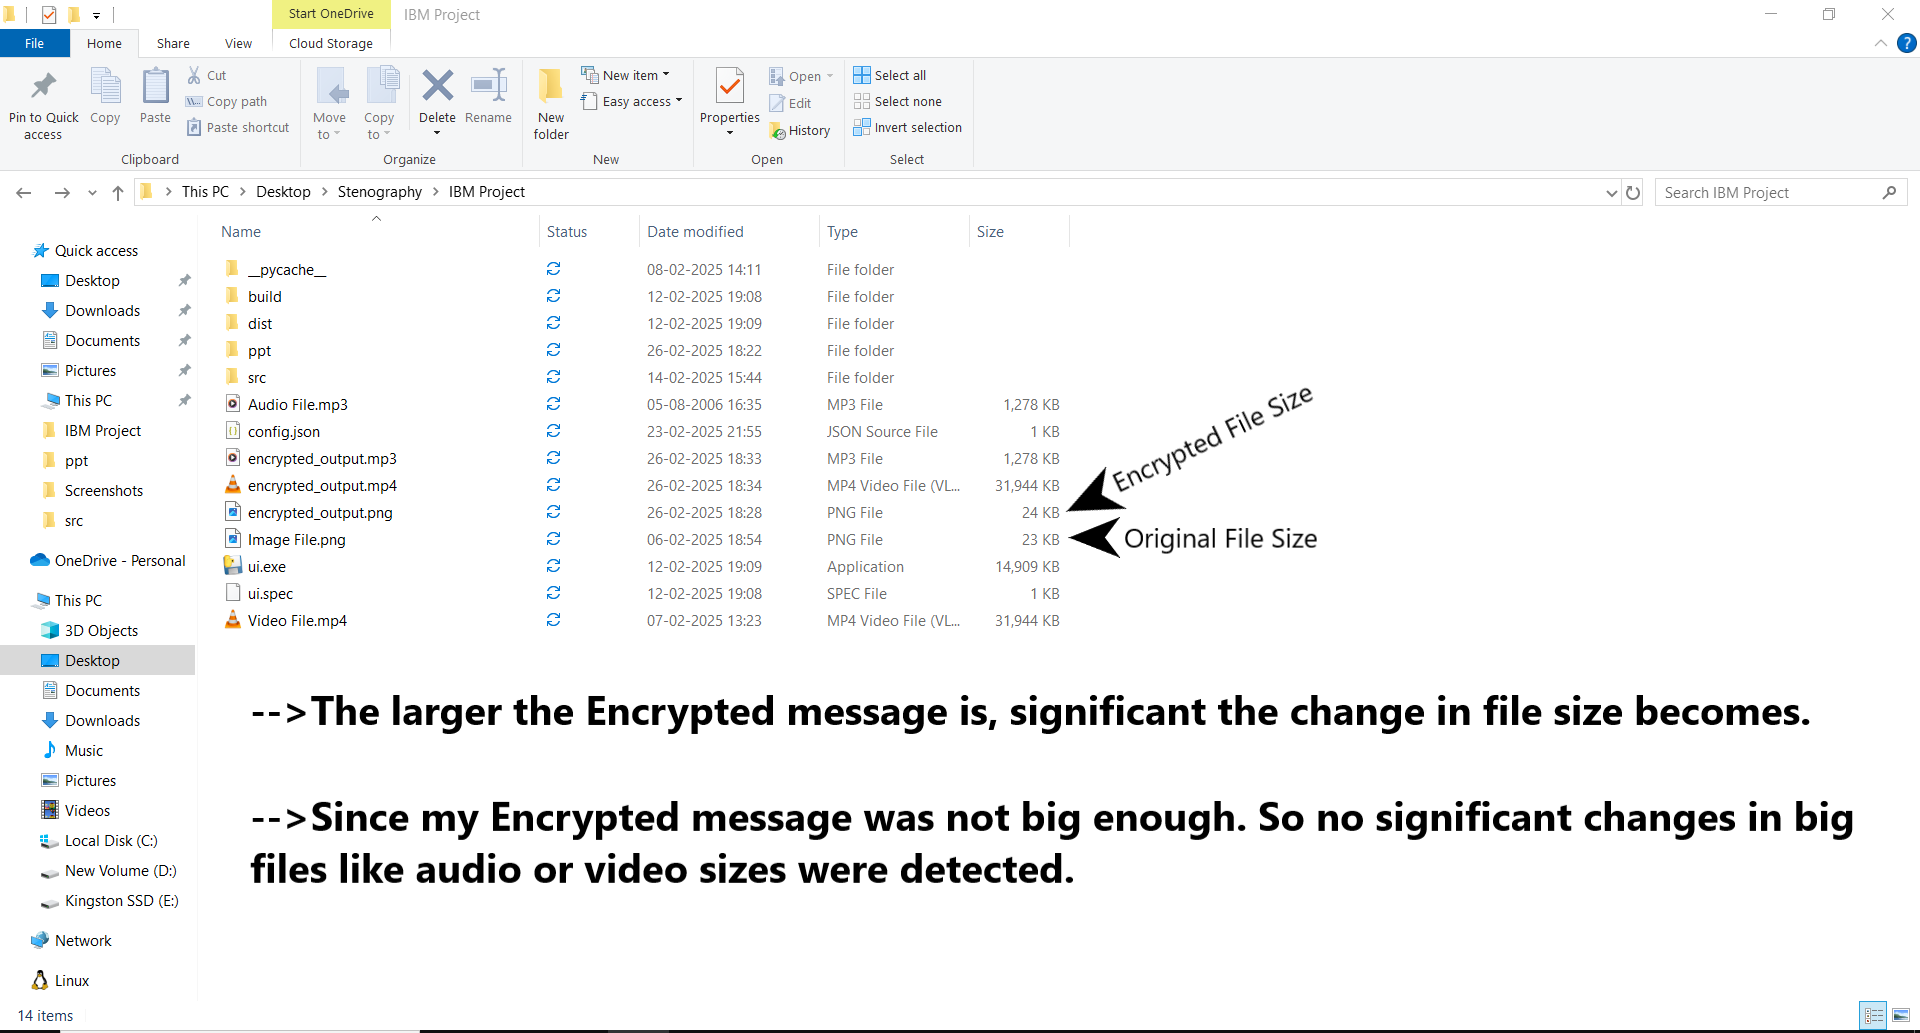 Start OneDrive
IBM Project
File
Home
Share
View
Cloud Storage
Pin to Quick access
Copy
Paste
Cut
Copy path
Paste shortcut
Clipboard
Move to
Copy to
Delete
Rename
Organize
New folder
New item
Easy access
New
Properties
Open
Edit
History
Open
Select all
Select none
Invert selection
Select
This PC > Desktop > Stenography > IBM Project
Search IBM Project
Quick access
Desktop
Downloads
Documents
Pictures
This PC
IBM Project
ppt
Screenshots
src
OneDrive - Personal
This PC
3D Objects
Desktop
Documents
Downloads
Music
Pictures
Videos
Local Disk (C:)
New Volume (D:)
Kingston SSD (E:)
Network
Linux
Name Status Date modified Type Size
__pycache__ 08-02-2025 14:11 File folder
build 12-02-2025 19:08 File folder
dist 12-02-2025 19:09 File folder
ppt 26-02-2025 18:22 File folder
src 14-02-2025 15:44 File folder
Audio File.mp3 05-08-2006 16:35 MP3 File 1,278 KB
config.json 23-02-2025 21:55 JSON Source File 1 KB
encrypted_output.mp3 26-02-2025 18:33 MP3 File 1,278 KB
encrypted_output.mp4 26-02-2025 18:34 MP4 Video File (VL... 31,944 KB
encrypted_output.png 26-02-2025 18:28 PNG File 24 KB
Image File.png 06-02-2025 18:54 PNG File 23 KB
ui.exe 12-02-2025 19:09 Application 14,909 KB
ui.spec 12-02-2025 19:08 SPEC File 1 KB
Video File.mp4 07-02-2025 13:23 MP4 Video File (VL... 31,944 KB
Encrypted File Size
Original File Size
-->The larger the Encrypted message is, significant the change in file size becomes.
-->Since my Encrypted message was not big enough. So no significant changes in big
files like audio or video sizes were detected.
14 items